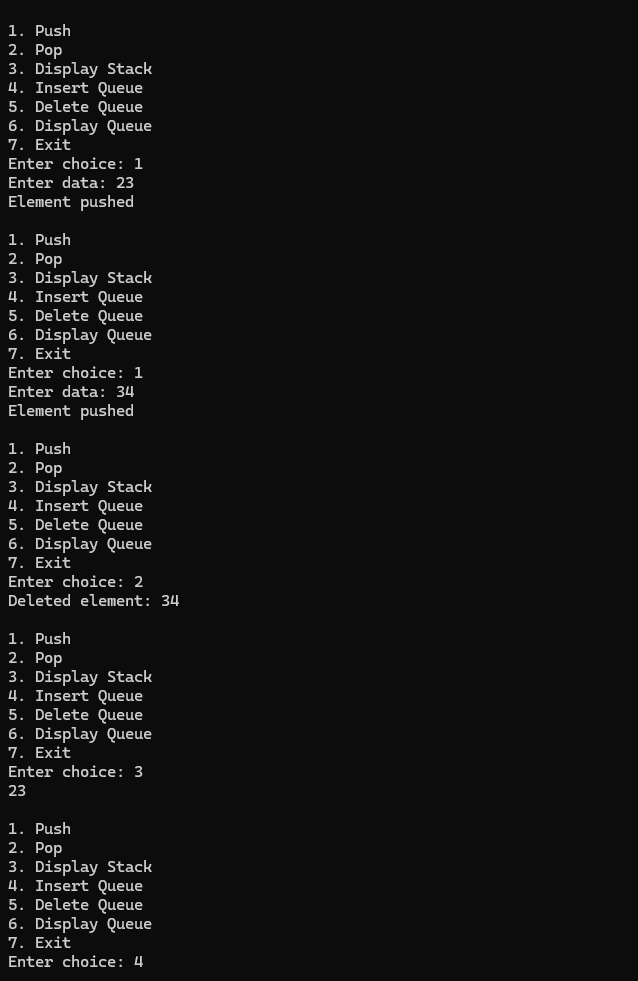 1. Push
2. Pop
3. Display Stack
4. Insert Queue
5. Delete Queue
6. Display Queue
7. Exit
Enter choice: 1
Enter data: 23
Element pushed
1. Push
2. Pop
3. Display Stack
4. Insert Queue
5. Delete Queue
6. Display Queue
7. Exit
Enter choice: 1
Enter data: 34
Element pushed
1. Push
2. Pop
3. Display Stack
4. Insert Queue
5. Delete Queue
6. Display Queue
7. Exit
Enter choice: 2
Deleted element: 34
1. Push
2. Pop
3. Display Stack
4. Insert Queue
5. Delete Queue
6. Display Queue
7. Exit
Enter choice: 3
23
1. Push
2. Pop
3. Display Stack
4. Insert Queue
5. Delete Queue
6. Display Queue
7. Exit
Enter choice: 4